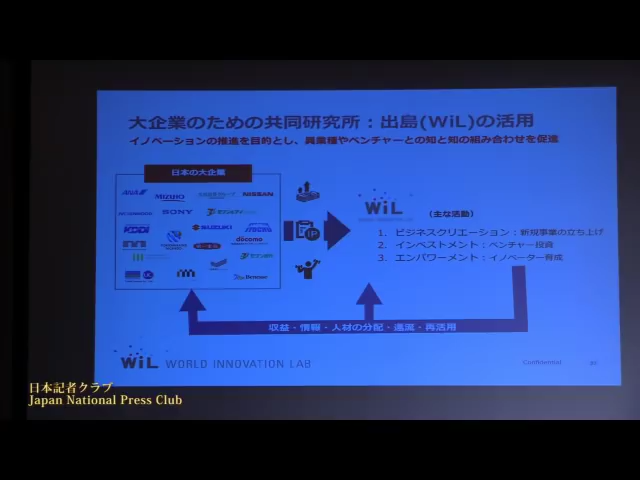 大企業のための共同研究所：出島(WiL)の活用
イノベーションの推進を目的とし、異業種やベンチャーとの知と知の組み合わせを促進
日本の大企業
ANA
MIZUHO
NISSAN
SONY
KDDI
SUZUKI
döcomo
IP
WiL
(主な活動)
1. ビジネスクリエーション：新規事業の立ち上げ
2. インベストメント：ベンチャー投資
3. エンパワーメント：イノベーター育成
収益・情報・人材の分配・還流・再活用
WiL WORLD INNOVATION LAB
Confidential
日本記者クラブ
Japan National Press Club